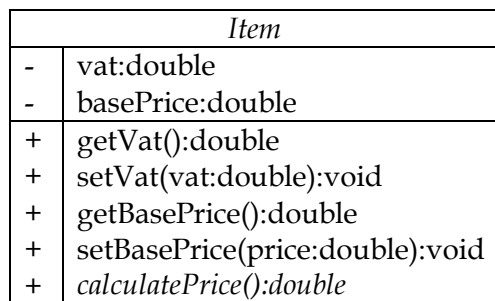 Item
- vat:double
- basePrice:double
+ getVat():double
+ setVat(vat:double):void
+ getBasePrice():double
+ setBasePrice(price:double):void
+ calculatePrice():double